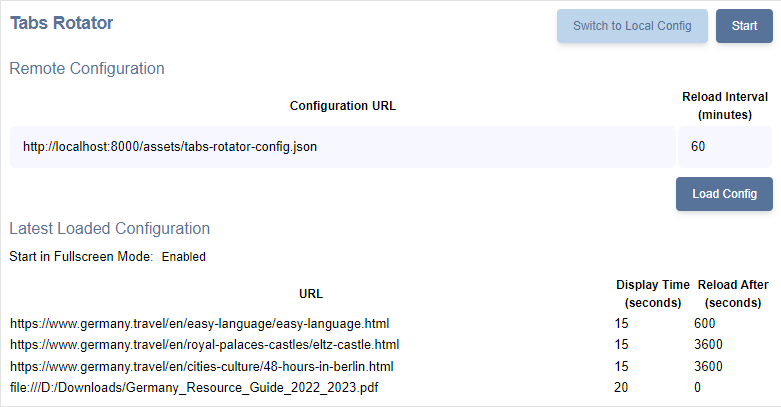 Tabs Rotator
Switch to Local Config
Start
Remote Configuration
Configuration URL
Reload Interval
(minutes)
http://localhost:8000/assets/tabs-rotator-config.json
60
Load Config
Latest Loaded Configuration
Start in Fullscreen Mode: Enabled
URL
Display Time
(seconds)
Reload After
(seconds)
https://www.germany.travel/en/easy-language/easy-language.html 15 600
https://www.germany.travel/en/royal-palaces-castles/eltz-castle.html 15 3600
https://www.germany.travel/en/cities-culture/48-hours-in-berlin.html 15 3600
file:///D:/Downloads/Germany_Resource_Guide_2022_2023.pdf 20 0